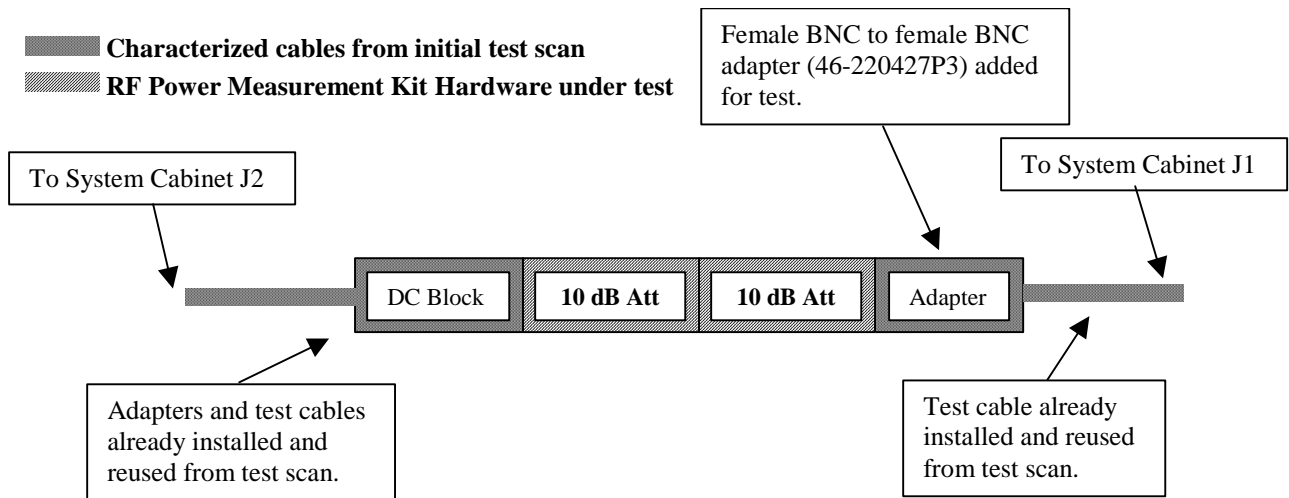 Characterized cables from initial test scan
RF Power Measurement Kit Hardware under test
Female BNC to female BNC
adapter (46-220427P3) added
for test.
To System Cabinet J2
To System Cabinet J1
DC Block
10 dB Att
10 dB Att
Adapter
Adapters and test cables
already installed and
reused from test scan.
Test cable already
installed and reused
from test scan.